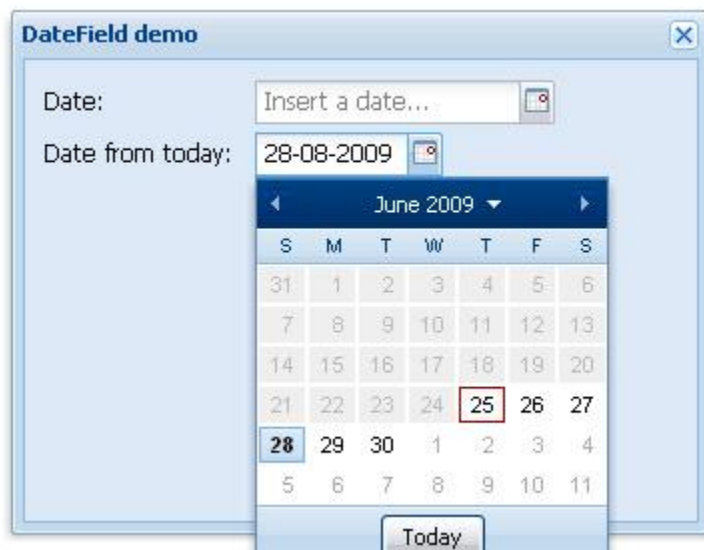 DateField demo
Date: Insert a date...
Date from today: 28-08-2009
June 2009
S M T W T F S
31 1 2 3 4 5 6
7 8 9 10 11 12 13
14 15 16 17 18 19 20
21 22 23 24 25 26 27
28 29 30 1 2 3 4
5 6 7 8 9 10 11
Today